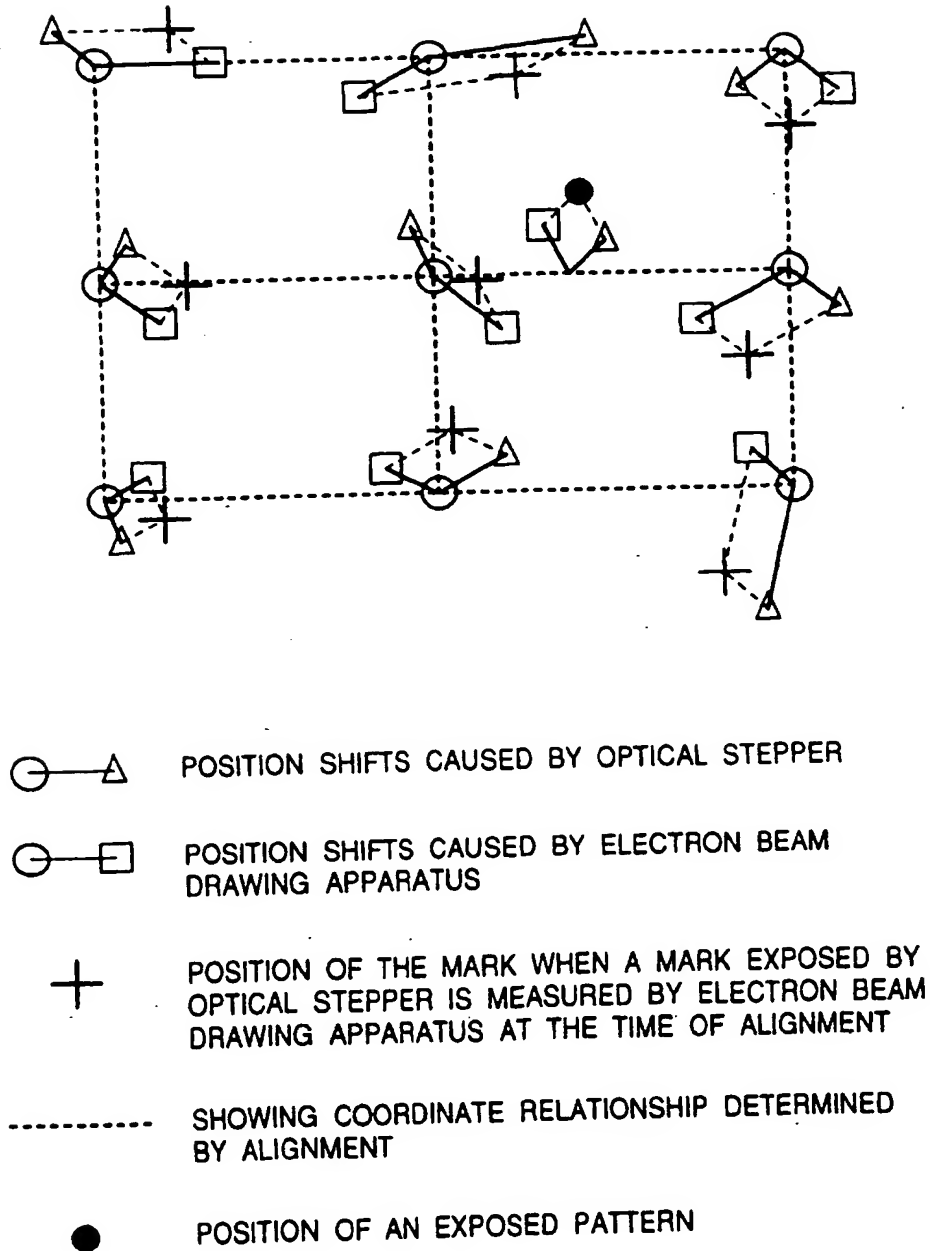 POSITION SHIFTS CAUSED BY OPTICAL STEPPER
POSITION SHIFTS CAUSED BY ELECTRON BEAM
DRAWING APPARATUS
POSITION OF THE MARK WHEN A MARK EXPOSED BY
OPTICAL STEPPER IS MEASURED BY ELECTRON BEAM
DRAWING APPARATUS AT THE TIME OF ALIGNMENT
SHOWING COORDINATE RELATIONSHIP DETERMINED
BY ALIGNMENT
POSITION OF AN EXPOSED PATTERN